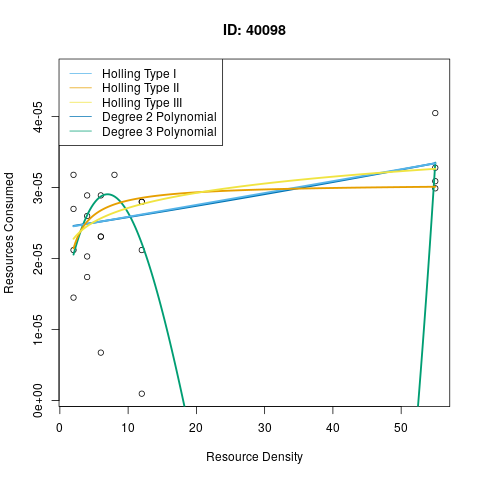 ID: 40098
Holling Type I
Holling Type II
Holling Type III
Degree 2 Polynomial
Degree 3 Polynomial
Resources Consumed
0e+00 1e-05 2e-05 3e-05 4e-05
0 10 20 30 40 50
Resource Density